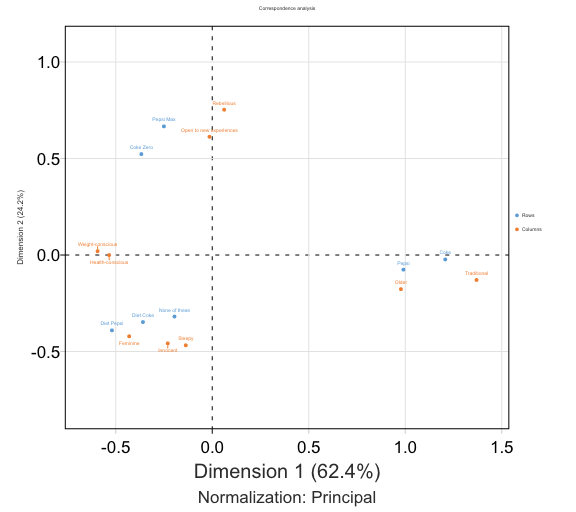 Correspondence analysis
1.0
0.5
0.0
-0.5
Dimension 2 (24.2%)
Rebellious
Pepsi Max
Open to new experiences
Coke Zero
Weight-conscious
Health-conscious
Coke
Pepsi
Traditional
Older
None of these
Diet Coke
Diet Pepsi
Feminine
Sleepy
Innocent
Rows
Columns
-0.5 0.0 0.5 1.0 1.5
Dimension 1 (62.4%)
Normalization: Principal